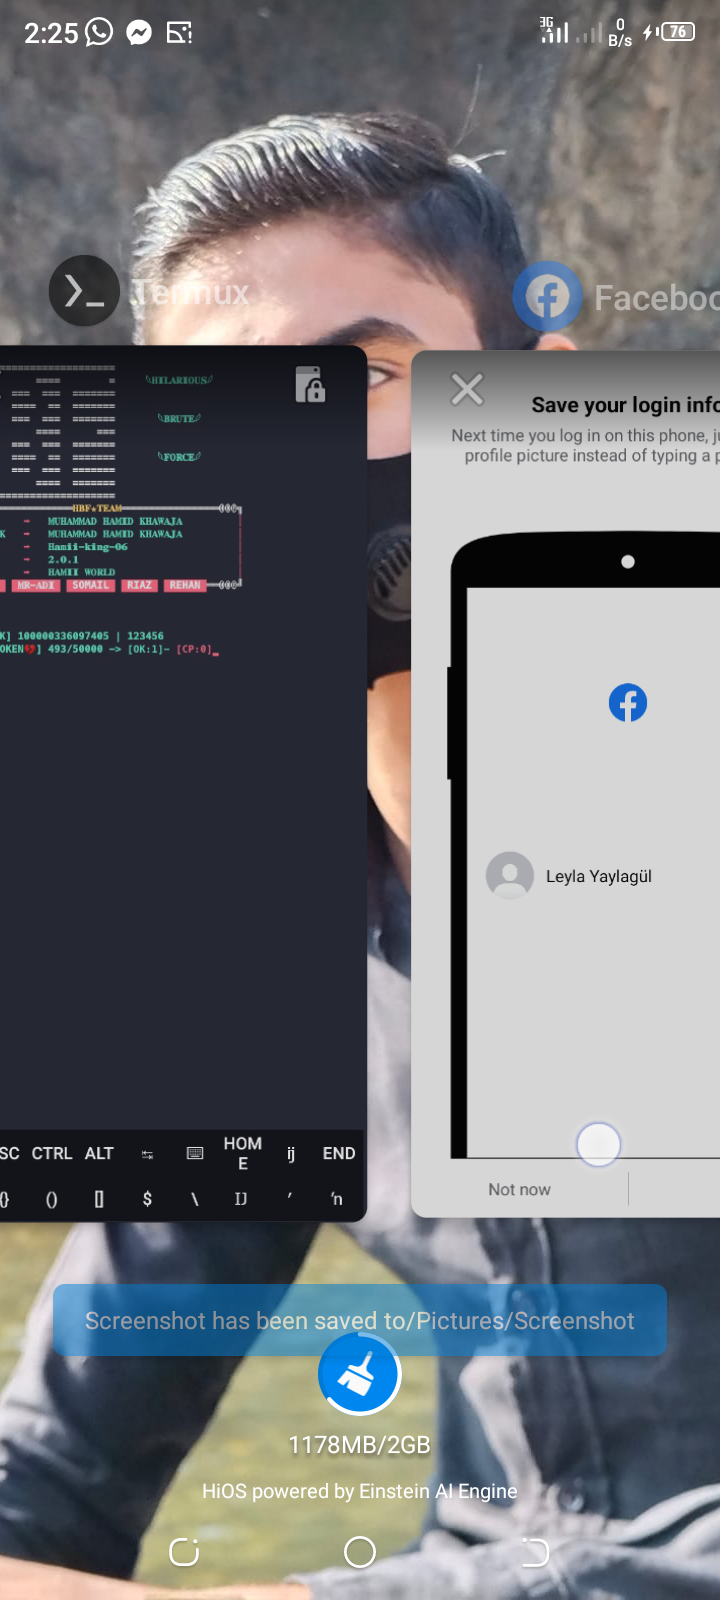 2:25
3G
0
B/s
76
Termux
Faceboo
HILARIOUS
BRUTE
FORCE
HBF★TEAM
→ MUHAMMAD HAMID KHAWAJA
K → MUHAMMAD HAMID KHAWAJA
→ Hamii-king-06
→ 2.0.1
→ HAMII WORLD
MR-ADI SOMAIL RIAZ REHAN
K] 100000336097405 | 123456
OKEN💔] 493/50000 -> [OK:1]- [CP:0]
SC CTRL ALT HOME ij END
{} () [] $ \ IJ ' 'n
Save your login info
Next time you log in on this phone, ju
profile picture instead of typing a p
Leyla Yaylagül
Not now
Screenshot has been saved to/Pictures/Screenshot
1178MB/2GB
HiOS powered by Einstein AI Engine